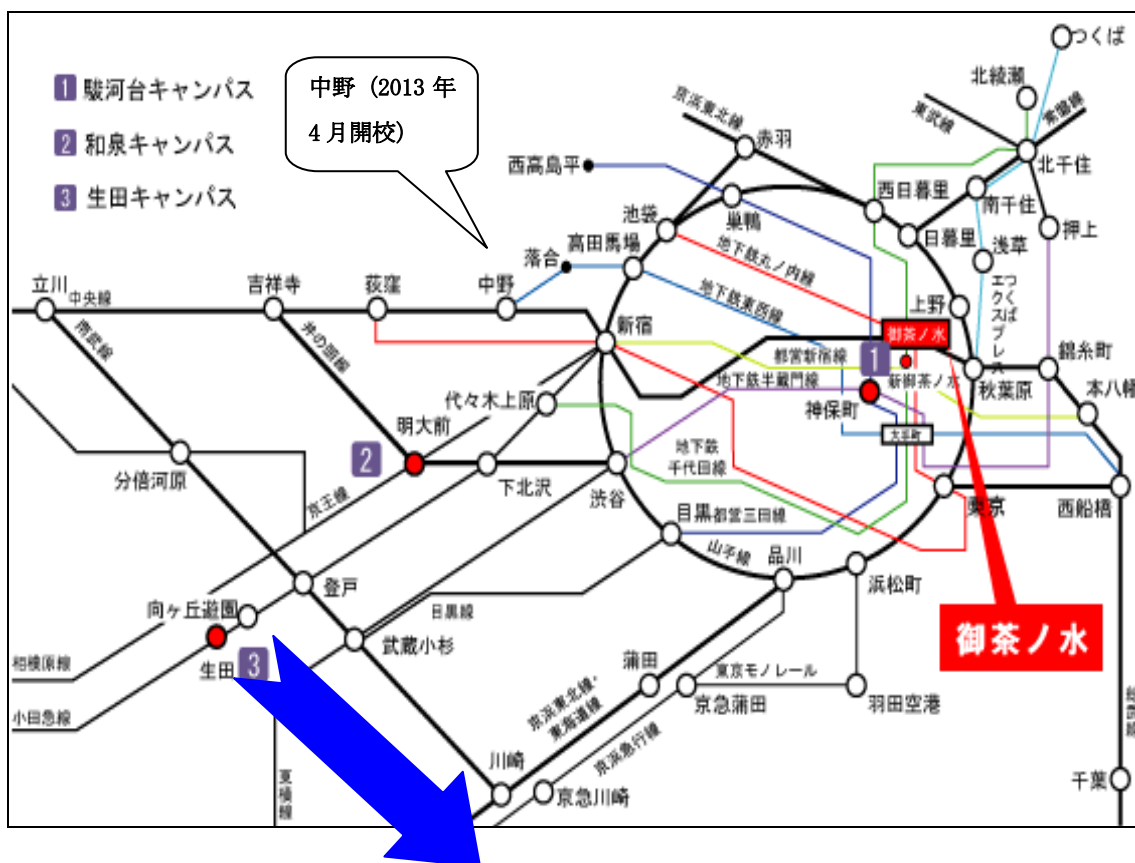 1 駿河台キャンパス
2 和泉キャンパス
3 生田キャンパス
中野（2013 年
4 月開校）
つくば
北綾瀬
京浜東北線
東武線
常磐線
赤羽
北千住
西高島平
西日暮里
南千住
巣鴨
池袋
日暮里
浅草
押上
高田馬場
落合
地下鉄丸ノ内線
つくば
エクスプレス
立川
中央線
吉祥寺
荻窪
中野
地下鉄東西線
上野
南武線
井の頭線
新宿
御茶ノ水
都営新宿線
1
新御茶ノ水
錦糸町
秋葉原
本八幡
地下鉄半蔵門線
代々木上原
神保町
明大前
大手町
2
地下鉄
千代田線
分倍河原
下北沢
渋谷
京王線
東京
西船橋
目黒
都営三田線
山手線
品川
浜松町
登戸
向ヶ丘遊園
目黒線
御茶ノ水
武蔵小杉
生田
3
相模原線
蒲田
東京モノレール
小田急線
京浜東北線・
東海道線
京急蒲田
羽田空港
京浜急行線
川崎
東横線
京急川崎
千葉